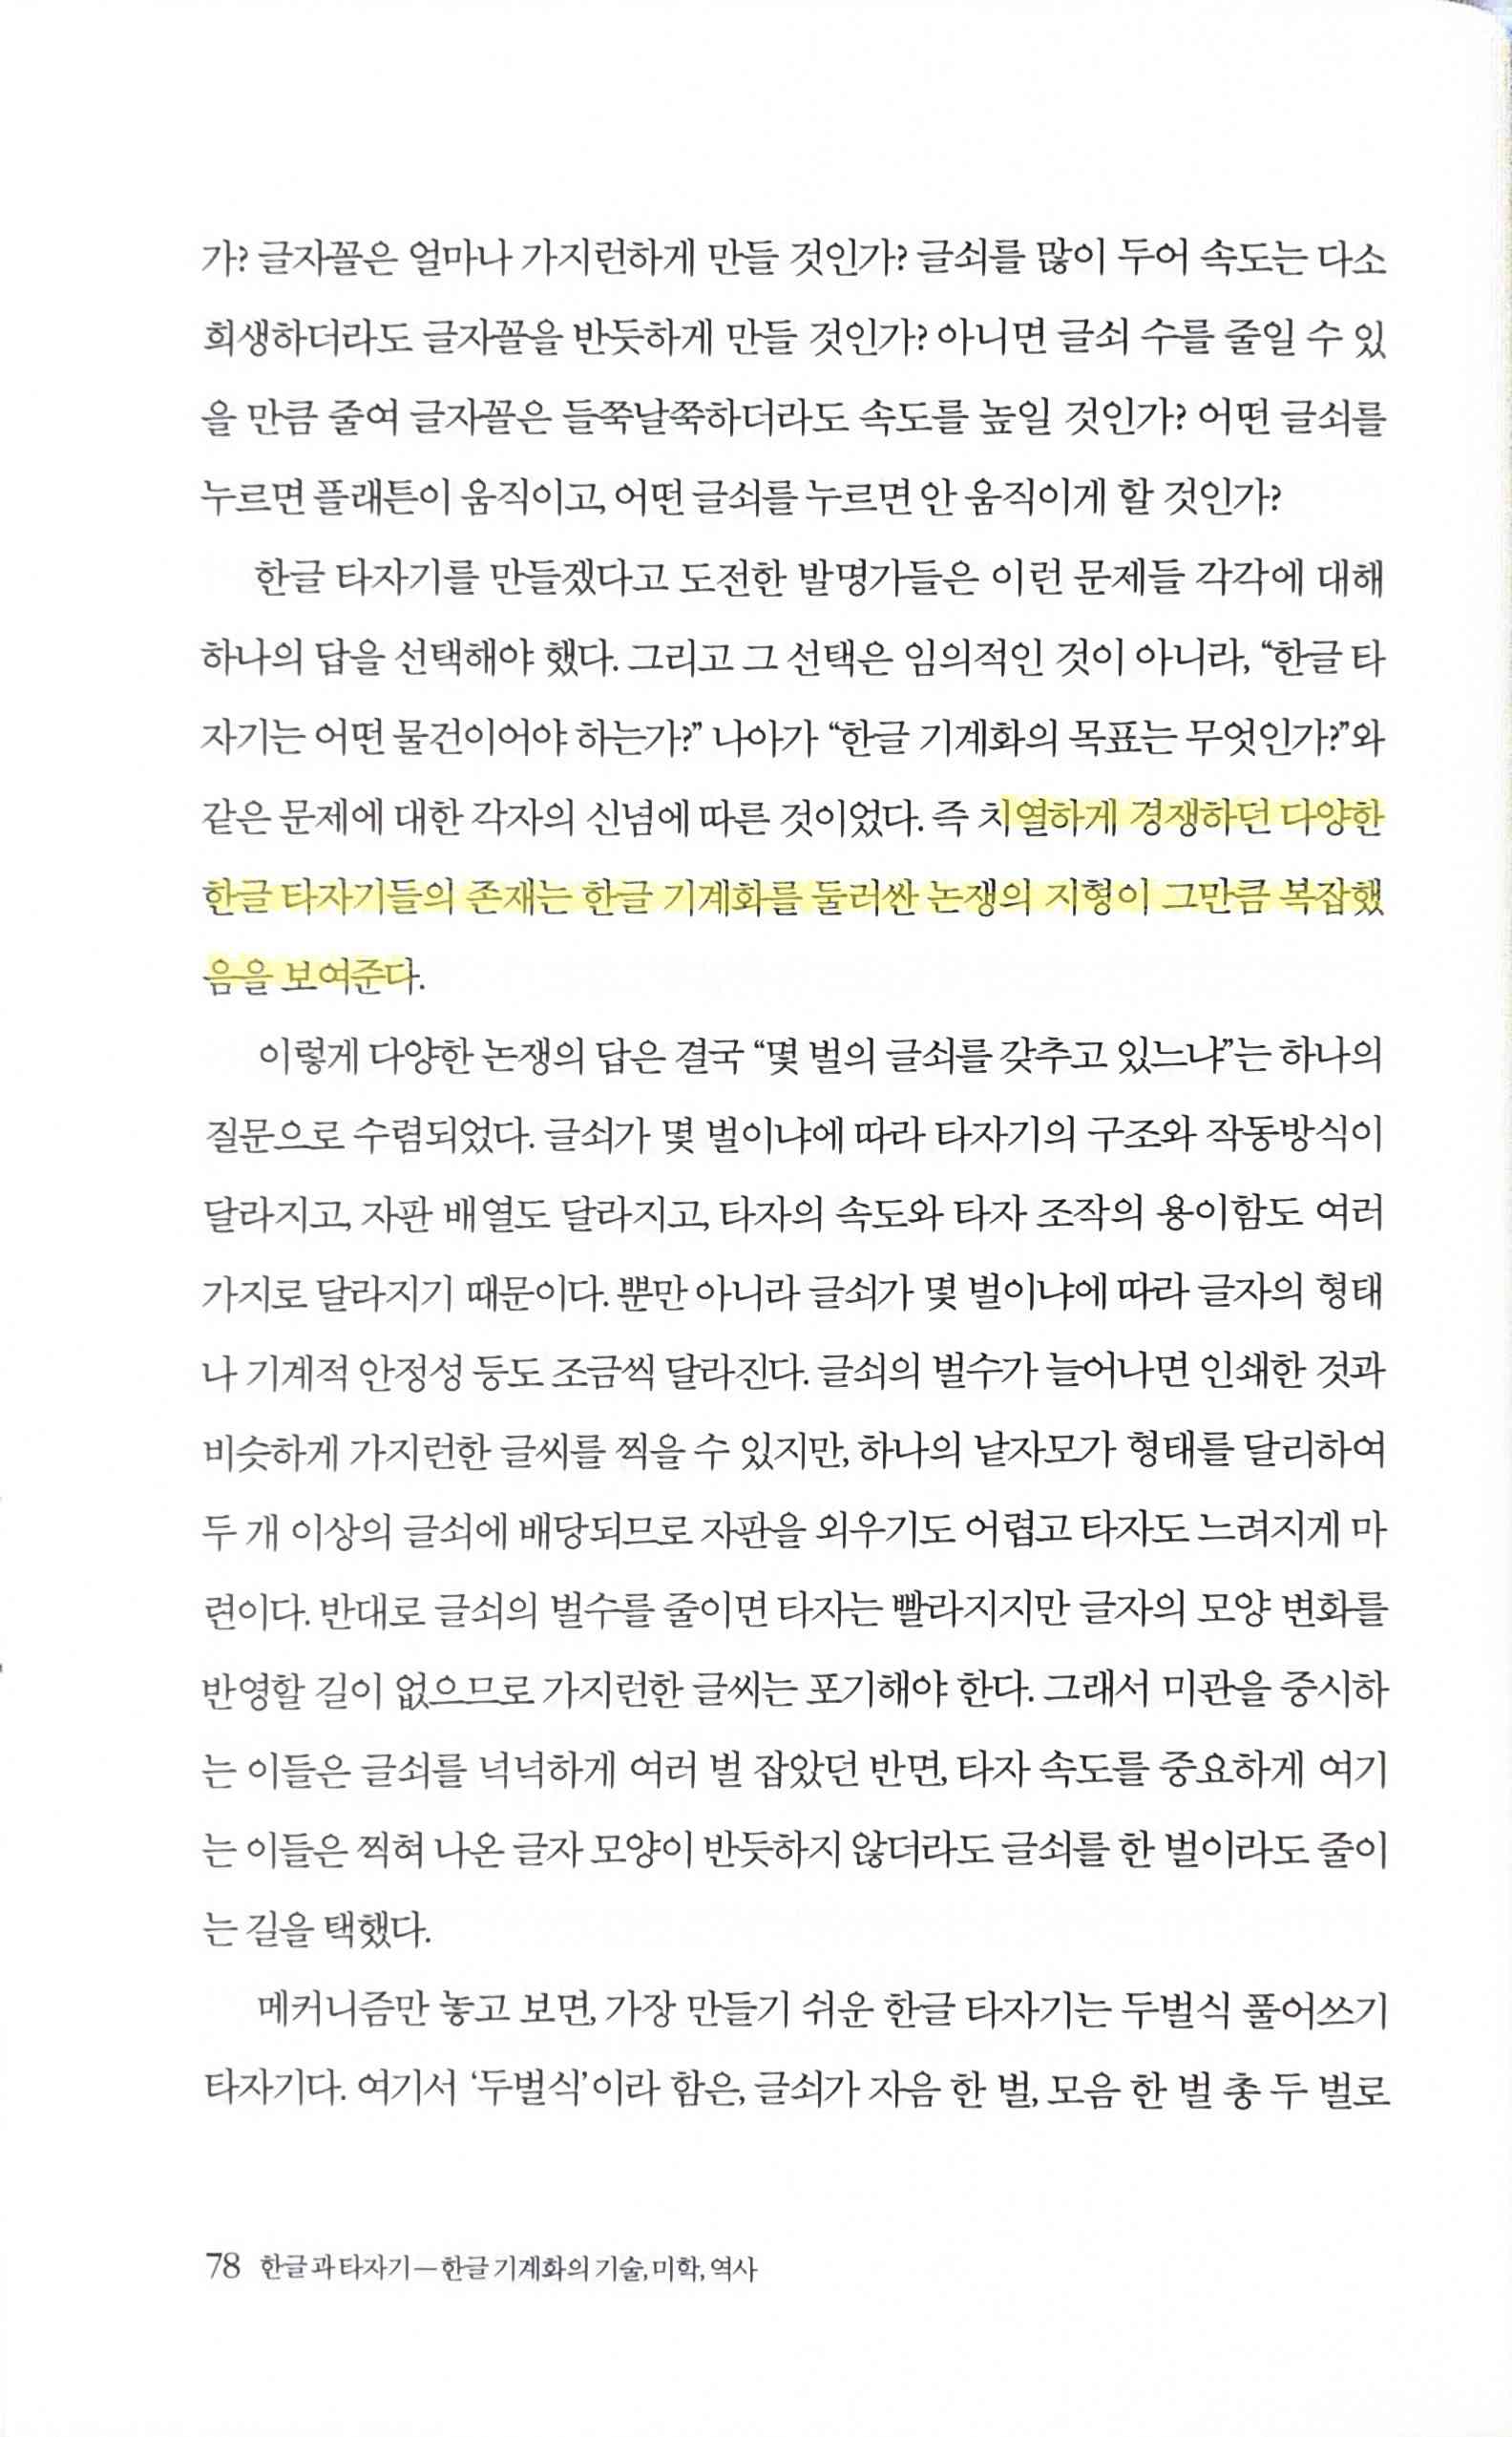 가? 글자꼴은 얼마나 가지런하게 만들 것인가? 글쇠를 많이 두어 속도는 다소
희생하더라도 글자꼴을 반듯하게 만들 것인가? 아니면 글쇠 수를 줄일 수 있
을 만큼 줄여 글자꼴은 들쭉날쭉하더라도 속도를 높일 것인가? 어떤 글쇠를
누르면 플래튼이 움직이고, 어떤 글쇠를 누르면 안 움직이게 할 것인가?
한글 타자기를 만들겠다고 도전한 발명가들은 이런 문제들 각각에 대해
하나의 답을 선택해야 했다. 그리고 그 선택은 임의적인 것이 아니라, “한글 타
자기는 어떤 물건이어야 하는가?” 나아가 “한글 기계화의 목표는 무엇인가?”와
같은 문제에 대한 각자의 신념에 따른 것이었다. 즉 치열하게 경쟁하던 다양한
한글 타자기들의 존재는 한글 기계화를 둘러싼 논쟁의 지형이 그만큼 복잡했
음을 보여준다.
이렇게 다양한 논쟁의 답은 결국 “몇 벌의 글쇠를 갖추고 있느냐”는 하나의
질문으로 수렴되었다. 글쇠가 몇 벌이냐에 따라 타자기의 구조와 작동방식이
달라지고, 자판 배열도 달라지고, 타자의 속도와 타자 조작의 용이함도 여러
가지로 달라지기 때문이다. 뿐만 아니라 글쇠가 몇 벌이냐에 따라 글자의 형태
나 기계적 안정성 등도 조금씩 달라진다. 글쇠의 벌수가 늘어나면 인쇄한 것과
비슷하게 가지런한 글씨를 찍을 수 있지만, 하나의 낱자모가 형태를 달리하여
두 개 이상의 글쇠에 배당되므로 자판을 외우기도 어렵고 타자도 느려지게 마
련이다. 반대로 글쇠의 벌수를 줄이면 타자는 빨라지지만 글자의 모양 변화를
반영할 길이 없으므로 가지런한 글씨는 포기해야 한다. 그래서 미관을 중시하
는 이들은 글쇠를 넉넉하게 여러 벌 잡았던 반면, 타자 속도를 중요하게 여기
는 이들은 찍혀 나온 글자 모양이 반듯하지 않더라도 글쇠를 한 벌이라도 줄이
는 길을 택했다.
메커니즘만 놓고 보면, 가장 만들기 쉬운 한글 타자기는 두벌식 풀어쓰기
타자기다. 여기서 ‘두벌식’이라 함은, 글쇠가 자음 한 벌, 모음 한 벌 총 두 벌로
78 한글과 타자기—한글 기계화의 기술, 미학, 역사